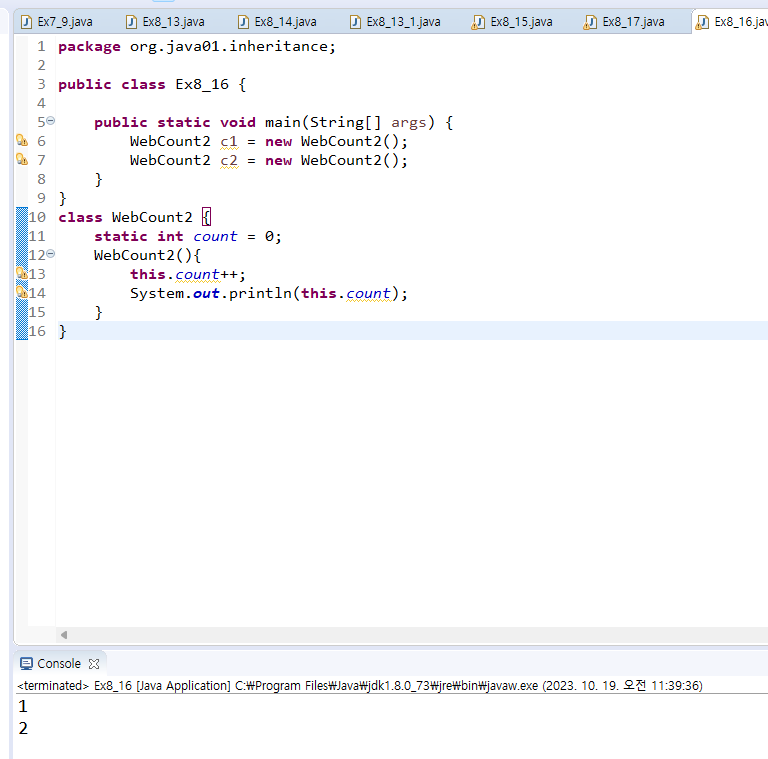 Ex7_9.java Ex8_13.java Ex8_14.java Ex8_13_1.java Ex8_15.java Ex8_17.java Ex8_16.jav
1 package org.java01.inheritance;
2
3 public class Ex8_16 {
4
5 public static void main(String[] args) {
6 WebCount2 c1 = new WebCount2();
7 WebCount2 c2 = new WebCount2();
8 }
9 }
10 class WebCount2 {
11 static int count = 0;
12 WebCount2(){
13 this.count++;
14 System.out.println(this.count);
15 }
16 }
Console
<terminated> Ex8_16 [Java Application] C:₩Program Files₩Java₩jdk1.8.0_73₩jre₩bin₩javaw.exe (2023. 10. 19. 오전 11:39:36)
1
2